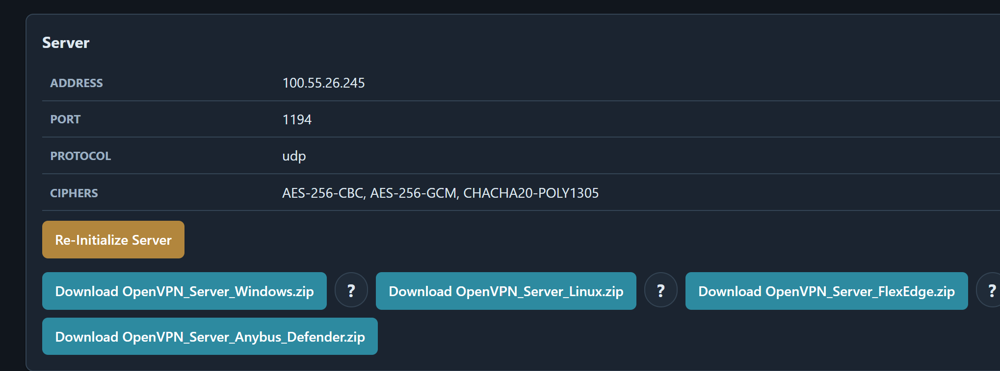 Server
ADDRESS 100.55.26.245
PORT 1194
PROTOCOL udp
CIPHERS AES-256-CBC, AES-256-GCM, CHACHA20-POLY1305
Re-Initialize Server
Download OpenVPN_Server_Windows.zip ? Download OpenVPN_Server_Linux.zip ? Download OpenVPN_Server_FlexEdge.zip ?
Download OpenVPN_Server_Anybus_Defender.zip